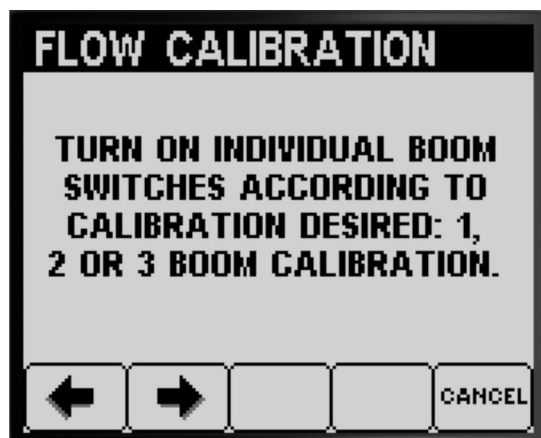 FLOW CALIBRATION
TURN ON INDIVIDUAL BOOM
SWITCHES ACCORDING TO
CALIBRATION DESIRED: 1,
2 OR 3 BOOM CALIBRATION.
CANCEL